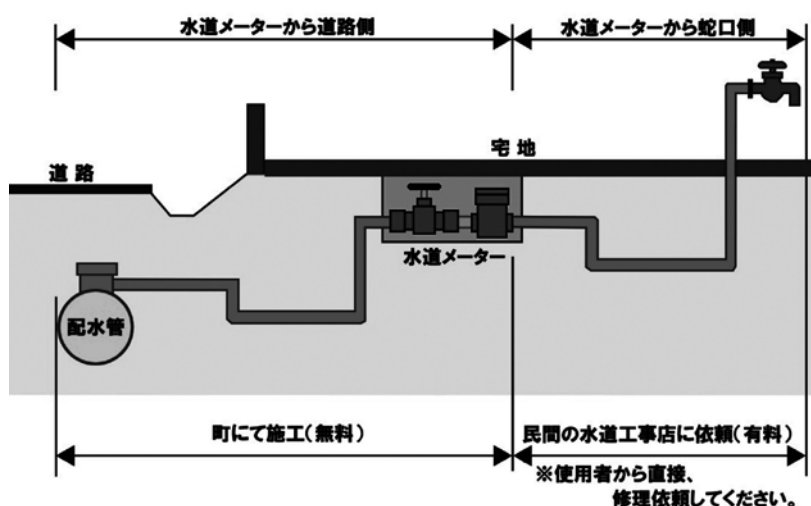 水道メーターから道路側
水道メーターから蛇口側
宅地
道路
水道メーター
配水管
町にて施工(無料)
民間の水道工事店に依頼(有料)
※使用者から直接、
修理依頼してください。